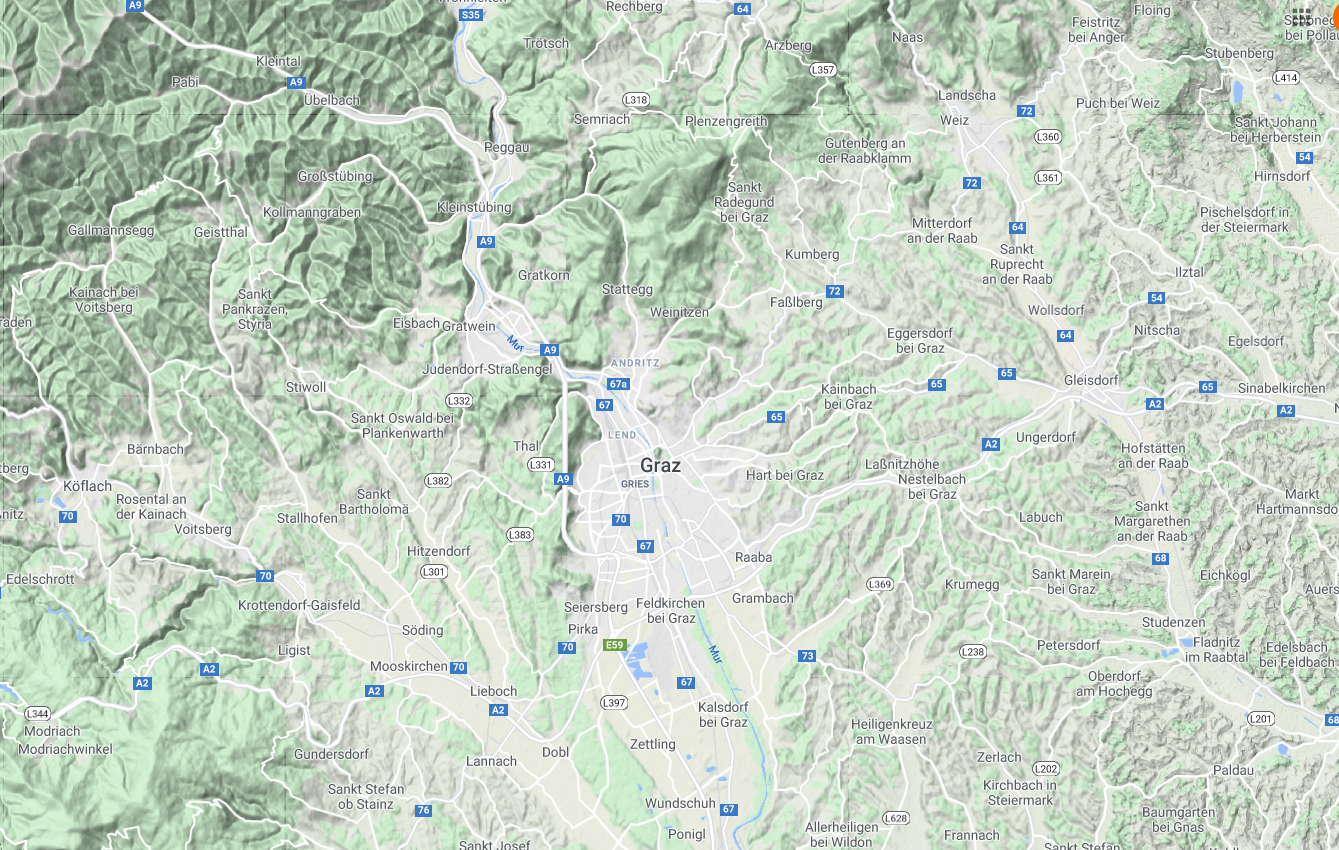 A9
Frohnleiten
S35
Rechberg
64
Naas
Floing
Feistritz
bei Anger
Trötsch
Arzberg
Stubenberg
Kleintal
L357
L414
Pabl
A9
Übelbach
L318
Landscha
72
Puch bei Weiz
Semriach
Plenzengreith
Weiz
Sankt Johann
bei Herberstein
L360
Peggau
Gutenberg an
der Raabklamm
54
Großstübing
L361
Hirnsdorf
72
Sankt
Radegund
bei Graz
Kollmanngraben
Kleinstübing
Pischelsdorf in
der Steiermark
Gallmannsegg
Geistthal
Mitterdorf
an der Raab
64
A9
Kumberg
Sankt
Ruprecht
an der Raab
Gratkorn
Ilztal
Kainach bei
Voitsberg
Sankt
Pankrazen,
Styria
Stattegg
Faßlberg
72
54
Weinitzen
Wollsdorf
Eisbach
Gratwein
Nitscha
Mur
A9
Eggersdorf
bei Graz
64
Egelsdorf
ANDRITZ
Judendorf-Straßengel
65
Gleisdorf
Stiwoll
67a
65
65
Sinabelkirchen
L332
67
Kainbach
bei Graz
A2
A2
Sankt Oswald bei
Plankenwarth
65
LEND
Thal
A2
Ungerdorf
Bärnbach
Hofstätten
an der Raab
L331
Graz
Laßnitzhöhe
Köflach
L382
A9
GRIES
Hart bei Graz
Nestelbach
bei Graz
Rosental an
der Kainach
Sankt
Bartholomä
Markt
Sankt
Margarethen
an der Raab
70
Stallhofen
70
Labuch
Voitsberg
L383
67
Hitzendorf
Raaba
68
L301
Edelschrott
70
L369
Krumegg
Sankt Marein
bei Graz
Eichkögl
Krottendorf-Gaisfeld
Seiersberg
Feldkirchen
bei Graz
Grambach
Söding
Pirka
Studenzen
Ligist
70
E59
Mur
73
L238
Petersdorf
Fladnitz
im Raabtal
Edelsbach
bei Feldbach
Mooskirchen
70
A2
A2
A2
67
Oberdorf
am Hochegg
Lieboch
L397
A2
L344
Kalsdorf
bei Graz
L201
68
Modriach
Heiligenkreuz
am Waasen
Modriachwinkel
Gundersdorf
Dobl
Zettling
Zerlach
Lannach
L202
Paldau
Sankt Stefan
ob Stainz
Kirchbach in
Steiermark
76
Wundschuh
67
L628
Baumgarten
bei Gnas
Ponigl
Allerheiligen
bei Wildon
Frannach
Sankt Josef
Sankt Stefan